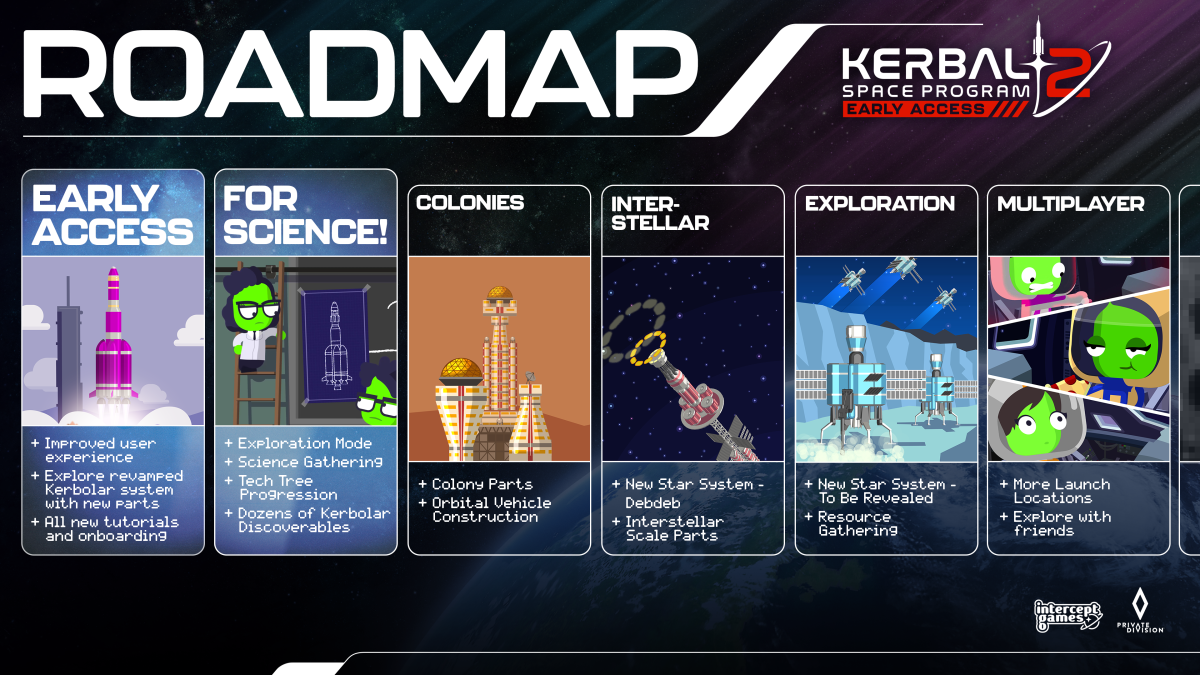 ROADMAP
KERBAL 2
SPACE PROGRAM
EARLY ACCESS
EARLY
ACCESS
+ Improved user
experience
+ Explore revamped
Kerbolar system
with new parts
+ All new tutorials
and onboarding
FOR
SCIENCE!
+ Exploration Mode
+ Science Gathering
+ Tech Tree
Progression
+ Dozens of Kerbolar
Discoverables
COLONIES
+ Colony Parts
+ Orbital Vehicle
Construction
INTER-
STELLAR
+ New Star System -
Debdeb
+ Interstellar
Scale Parts
EXPLORATION
+ New Star System -
To Be Revealed
+ Resource
Gathering
MULTIPLAYER
+ More Launch
Locations
+ Explore with
friends
intercept
games
PRIVATE
DIVISION